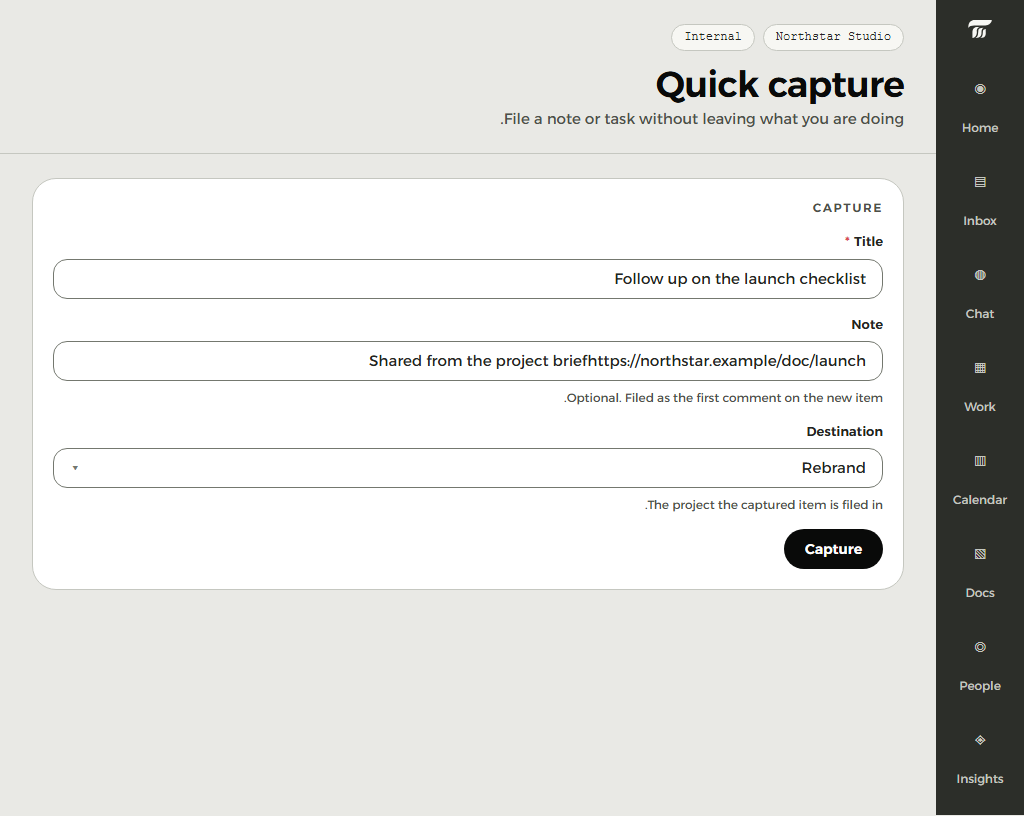 Northstar Studio
Internal
Quick capture
.File a note or task without leaving what you are doing
CAPTURE
* Title
Follow up on the launch checklist
Note
Shared from the project briefhttps://northstar.example/doc/launch
.Optional. Filed as the first comment on the new item
Destination
Rebrand
.The project the captured item is filed in
Capture
Home
Inbox
Chat
Work
Calendar
Docs
People
Insights